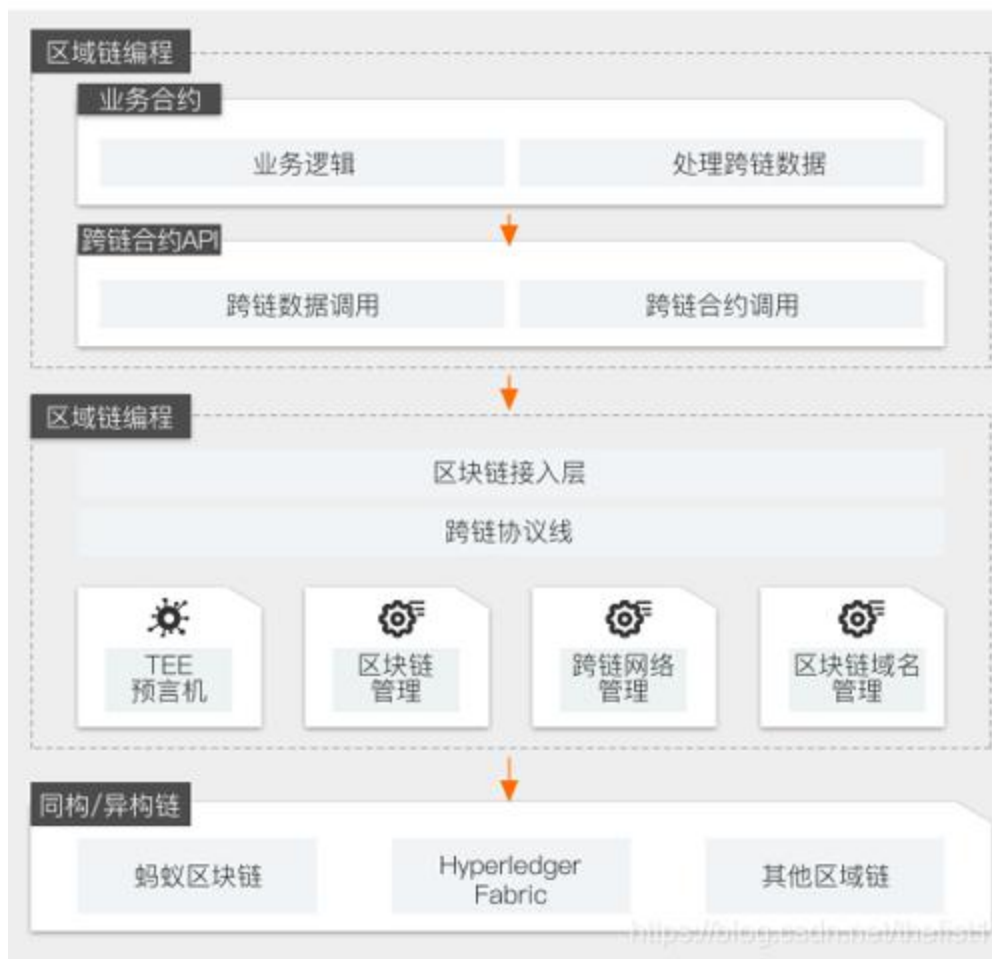 区域链编程
业务合约
业务逻辑
处理跨链数据
跨链合约API
跨链数据调用
跨链合约调用
区域链编程
区块链接入层
跨链协议线
TEE
预言机
区块链
管理
跨链网络
管理
区块链域名
管理
同构/异构链
蚂蚁区块链
Hyperledger
Fabric
其他区域链